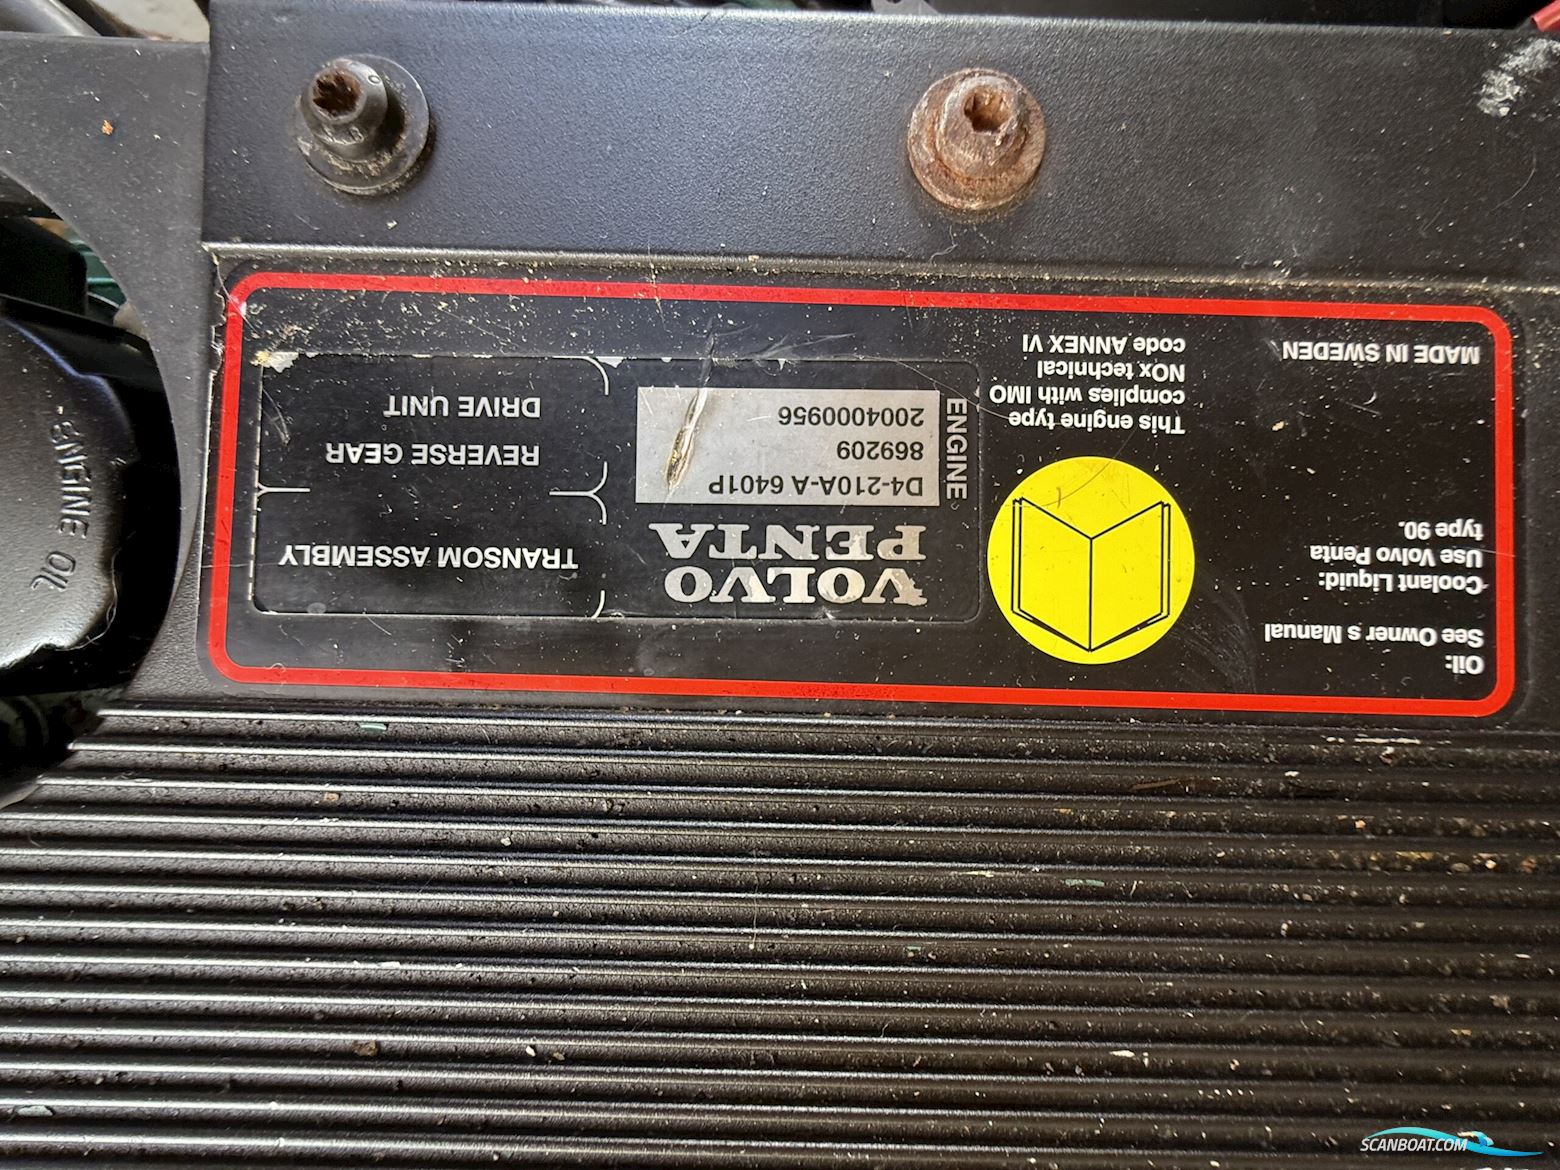 Oil:
See Owner s Manual
Coolant Liquid:
Use Volvo Penta
type 90.
MADE IN SWEDEN
This engine type
complies with IMO
NOx technical
code ANNEX VI
VOLVO
PENTA
ENGINE
D4-210A-A 6401P
869209
2004000956
TRANSOM ASSEMBLY
REVERSE GEAR
DRIVE UNIT
ENGINE OIL
SCANBOAT.COM